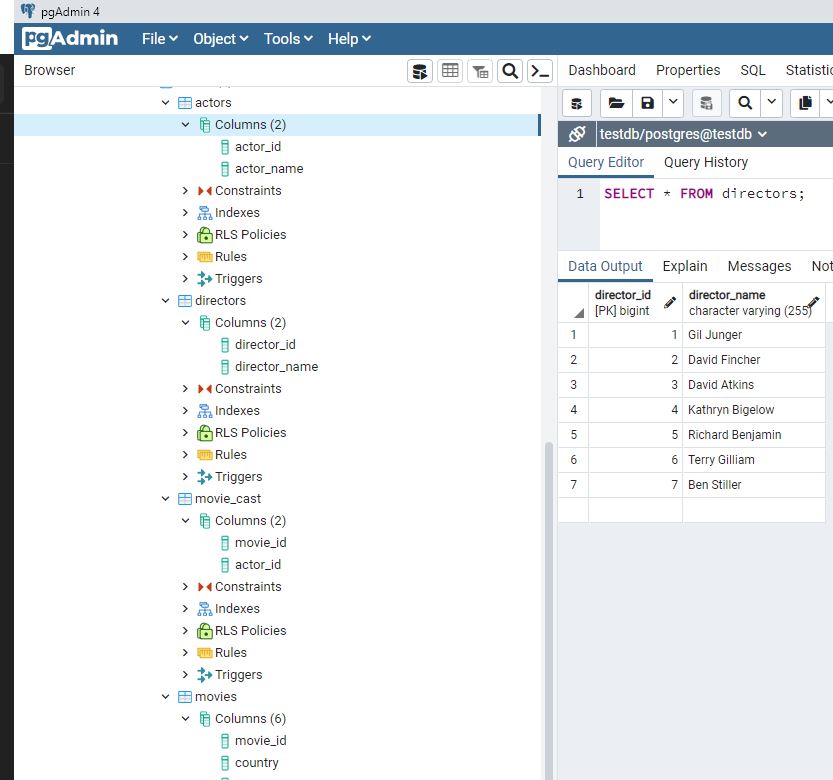 pgAdmin 4
pgAdmin File Object Tools Help
Browser
actors
Columns (2)
actor_id
actor_name
Constraints
Indexes
RLS Policies
Rules
Triggers
directors
Columns (2)
director_id
director_name
Constraints
Indexes
RLS Policies
Rules
Triggers
movie_cast
Columns (2)
movie_id
actor_id
Constraints
Indexes
RLS Policies
Rules
Triggers
movies
Columns (6)
movie_id
country
Dashboard Properties SQL Statistic
testdb/postgres@testdb
Query Editor Query History
1 SELECT * FROM directors;
Data Output Explain Messages Not
director_id director_name
[PK] bigint character varying (255)
1 1 Gil Junger
2 2 David Fincher
3 3 David Atkins
4 4 Kathryn Bigelow
5 5 Richard Benjamin
6 6 Terry Gilliam
7 7 Ben Stiller